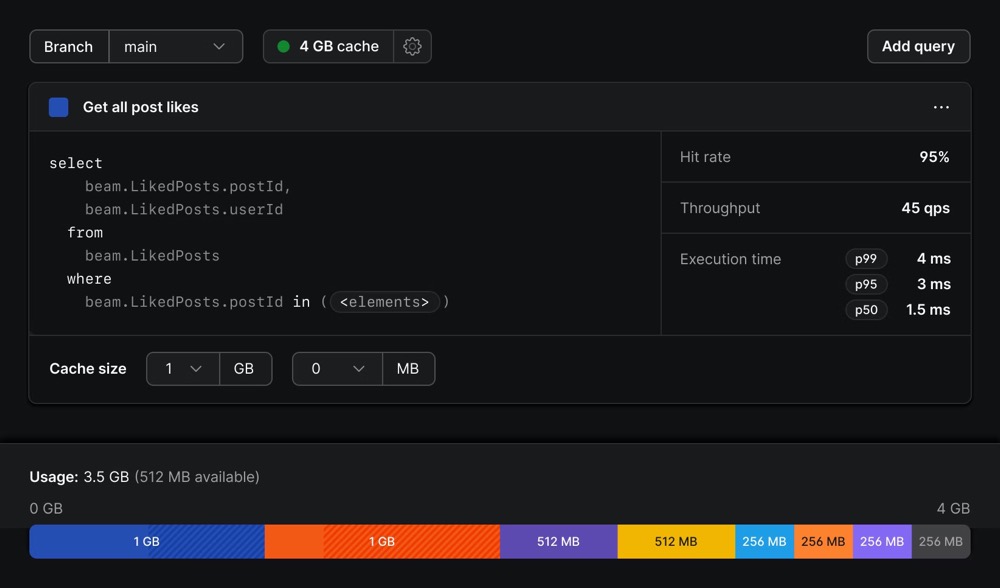 Branch main 4 GB cache Add query
Get all post likes ...
select
beam.LikedPosts.postId,
beam.LikedPosts.userId
from
beam.LikedPosts
where
beam.LikedPosts.postId in ( <elements> )
Hit rate 95%
Throughput 45 qps
Execution time p99 4 ms
p95 3 ms
p50 1.5 ms
Cache size 1 GB 0 MB
Usage: 3.5 GB (512 MB available)
0 GB 4 GB
1 GB 1 GB 512 MB 512 MB 256 MB 256 MB 256 MB 256 MB